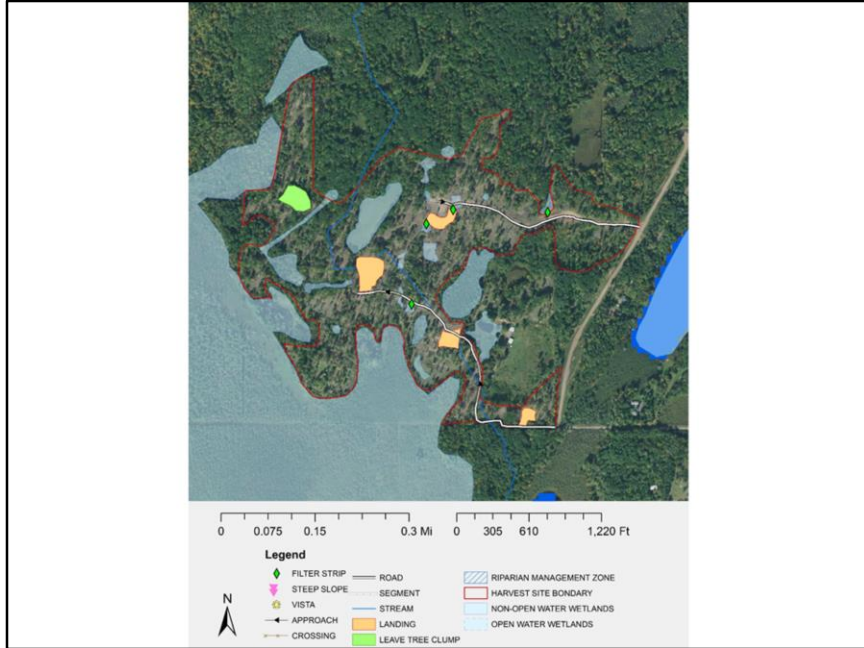 0 0.075 0.15 0.3 Mi
0 305 610 1,220 Ft
Legend
FILTER STRIP
STEEP SLOPE
VISTA
APPROACH
CROSSING
ROAD
SEGMENT
STREAM
LANDING
LEAVE TREE CLUMP
RIPARIAN MANAGEMENT ZONE
HARVEST SITE BONDARY
NON-OPEN WATER WETLANDS
OPEN WATER WETLANDS
N